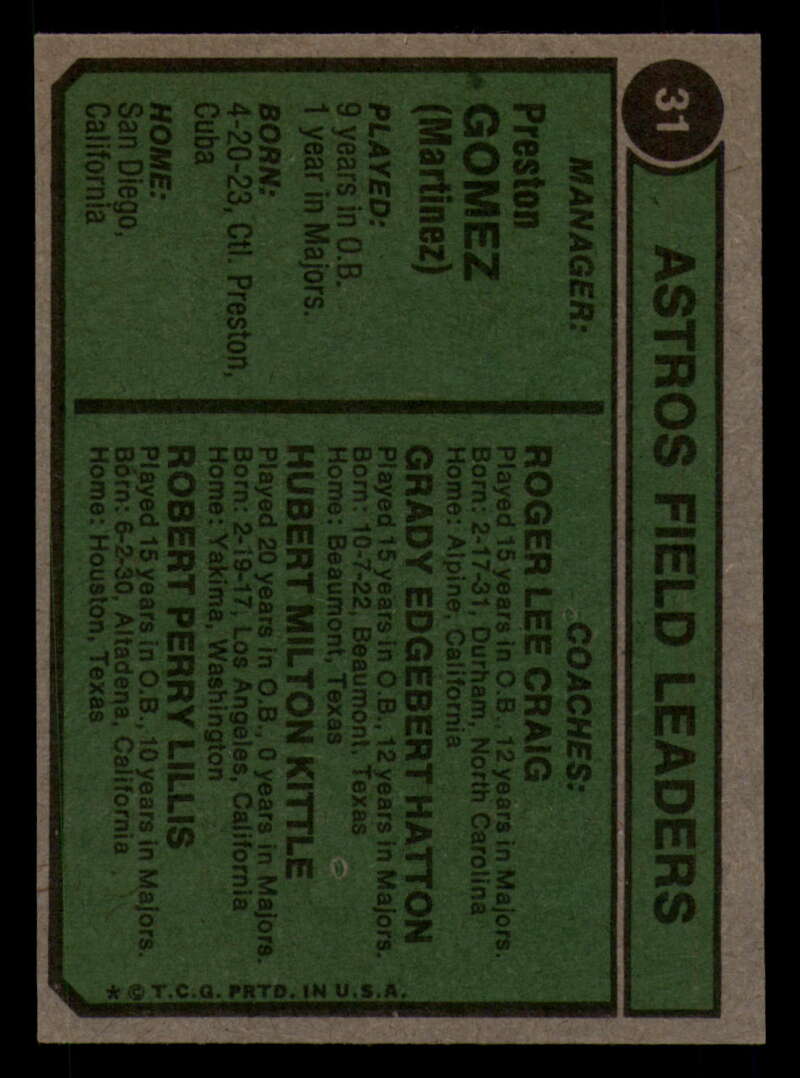 31
ASTROS FIELD LEADERS
MANAGER:
Preston
GOMEZ
(Martinez)
PLAYED:
9 years in O.B.
1 year in Majors.
BORN:
4-20-23, Ctl. Preston,
Cuba
HOME:
San Diego,
California
COACHES:
ROGER LEE CRAIG
Played 15 years in O.B., 12 years in Majors.
Born: 2-17-31, Durham, North Carolina
Home: Alpine, California
GRADY EDGEBERT HATTON
Played 15 years in O.B., 12 years in Majors.
Born: 10-7-22, Beaumont, Texas
Home: Beaumont, Texas
HUBERT MILTON KITTLE
Played 20 years in O.B., 0 years in Majors.
Born: 2-19-17, Los Angeles, California
Home: Yakima, Washington
ROBERT PERRY LILLIS
Played 15 years in O.B., 10 years in Majors.
Born: 6-2-30, Altadena, California
Home: Houston, Texas
* © T.C.G. PRTD. IN U.S.A.